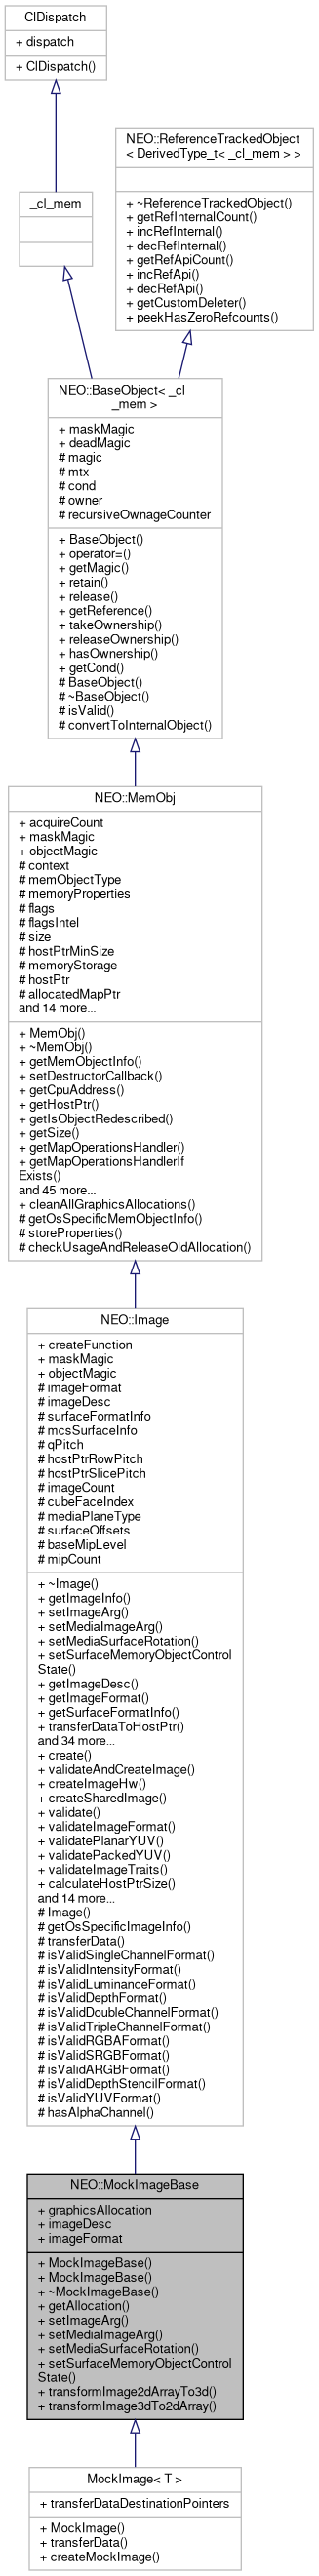 ClDispatch
+ dispatch
+ ClDispatch()
NEO::ReferenceTrackedObject
< DerivedType_t< _cl_mem > >
+ ~ReferenceTrackedObject()
+ getRefInternalCount()
+ incRefInternal()
+ decRefInternal()
+ getRefApiCount()
+ incRefApi()
+ decRefApi()
+ getCustomDeleter()
+ peekHasZeroRefcounts()
_cl_mem
NEO::BaseObject< _cl
_mem >
+ maskMagic
+ deadMagic
# magic
# mtx
# cond
# owner
# recursiveOwnageCounter
+ BaseObject()
+ operator=()
+ getMagic()
+ retain()
+ release()
+ getReference()
+ takeOwnership()
+ releaseOwnership()
+ hasOwnership()
+ getCond()
# BaseObject()
# ~BaseObject()
# isValid()
# convertToInternalObject()
NEO::MemObj
+ acquireCount
+ maskMagic
+ objectMagic
# context
# memObjectType
# memoryProperties
# flags
# flagsIntel
# size
# hostPtrMinSize
# memoryStorage
# hostPtr
# allocatedMapPtr
and 14 more...
+ MemObj()
+ ~MemObj()
+ getMemObjectInfo()
+ setDestructorCallback()
+ getCpuAddress()
+ getHostPtr()
+ getIsObjectRedescribed()
+ getSize()
+ getMapOperationsHandler()
+ getMapOperationsHandlerIf
Exists()
and 45 more...
+ cleanAllGraphicsAllocations()
# getOsSpecificMemObjectInfo()
# storeProperties()
# checkUsageAndReleaseOldAllocation()
NEO::Image
+ createFunction
+ maskMagic
+ objectMagic
# imageFormat
# imageDesc
# surfaceFormatInfo
# mcsSurfaceInfo
# qPitch
# hostPtrRowPitch
# hostPtrSlicePitch
# imageCount
# cubeFaceIndex
# mediaPlaneType
# surfaceOffsets
# baseMipLevel
# mipCount
+ ~Image()
+ getImageInfo()
+ setImageArg()
+ setMediaImageArg()
+ setMediaSurfaceRotation()
+ setSurfaceMemoryObjectControl
State()
+ getImageDesc()
+ getImageFormat()
+ getSurfaceFormatInfo()
+ transferDataToHostPtr()
and 34 more...
+ create()
+ validateAndCreateImage()
+ createImageHw()
+ createSharedImage()
+ validate()
+ validateImageFormat()
+ validatePlanarYUV()
+ validatePackedYUV()
+ validateImageTraits()
+ calculateHostPtrSize()
and 14 more...
# Image()
# getOsSpecificImageInfo()
# transferData()
# isValidSingleChannelFormat()
# isValidIntensityFormat()
# isValidLuminanceFormat()
# isValidDepthFormat()
# isValidDoubleChannelFormat()
# isValidTripleChannelFormat()
# isValidRGBAFormat()
# isValidSRGBFormat()
# isValidARGBFormat()
# isValidDepthStencilFormat()
# isValidYUVFormat()
# hasAlphaChannel()
NEO::MockImageBase
+ graphicsAllocation
+ imageDesc
+ imageFormat
+ MockImageBase()
+ MockImageBase()
+ ~MockImageBase()
+ getAllocation()
+ setImageArg()
+ setMediaImageArg()
+ setMediaSurfaceRotation()
+ setSurfaceMemoryObjectControl
State()
+ transformImage2dArrayTo3d()
+ transformImage3dTo2dArray()
MockImage< T >
+ transferDataDestinationPointers
+ MockImage()
+ transferData()
+ createMockImage()